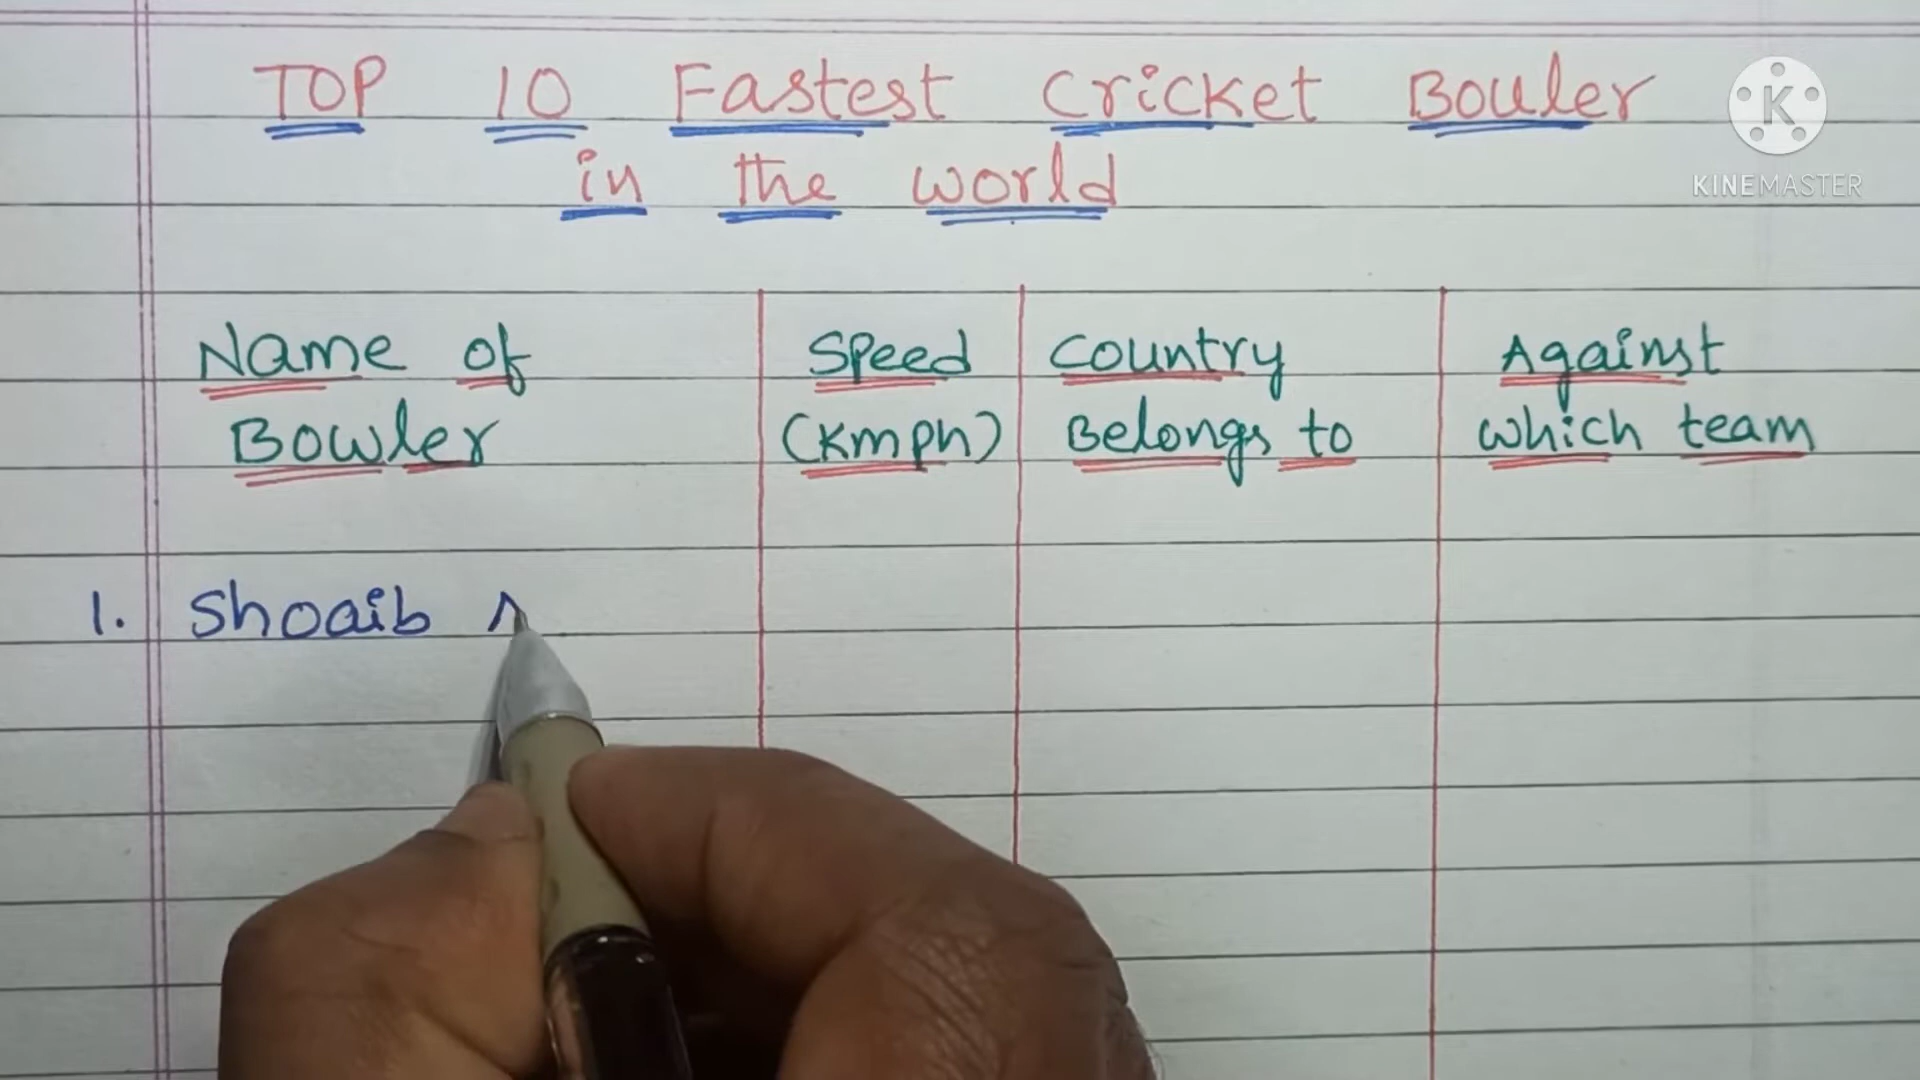 TOP 10 Fastest Cricket Bouler
in the world
KINEMASTER
Name of Speed Country Against
Bowler (Kmph) Belongs to which team
1. Shoaib